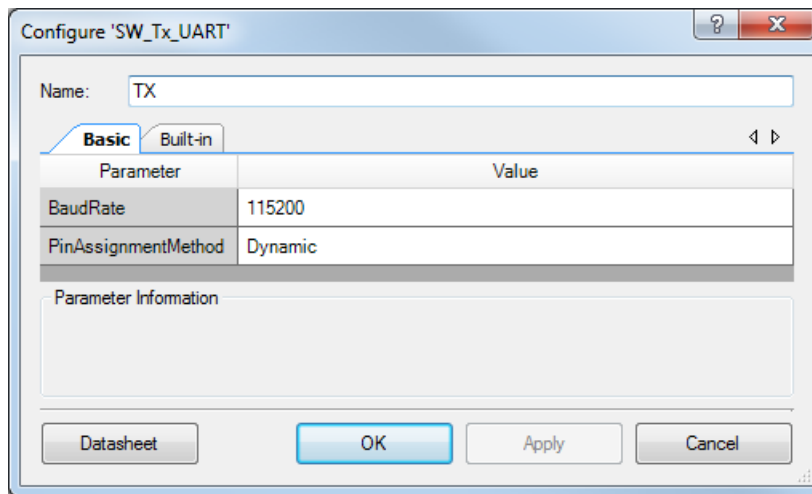 Configure 'SW_Tx_UART'
Name: TX
Basic Built-in
Parameter Value
BaudRate 115200
PinAssignmentMethod Dynamic
Parameter Information
Datasheet OK Apply Cancel